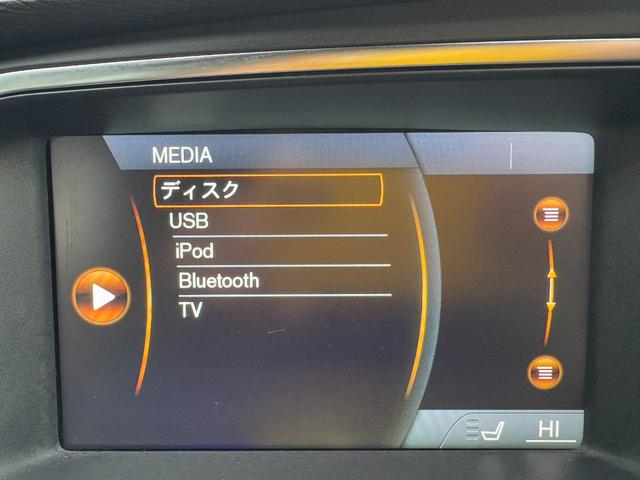 MEDIA
ディスク
USB
iPod
Bluetooth
TV
HI